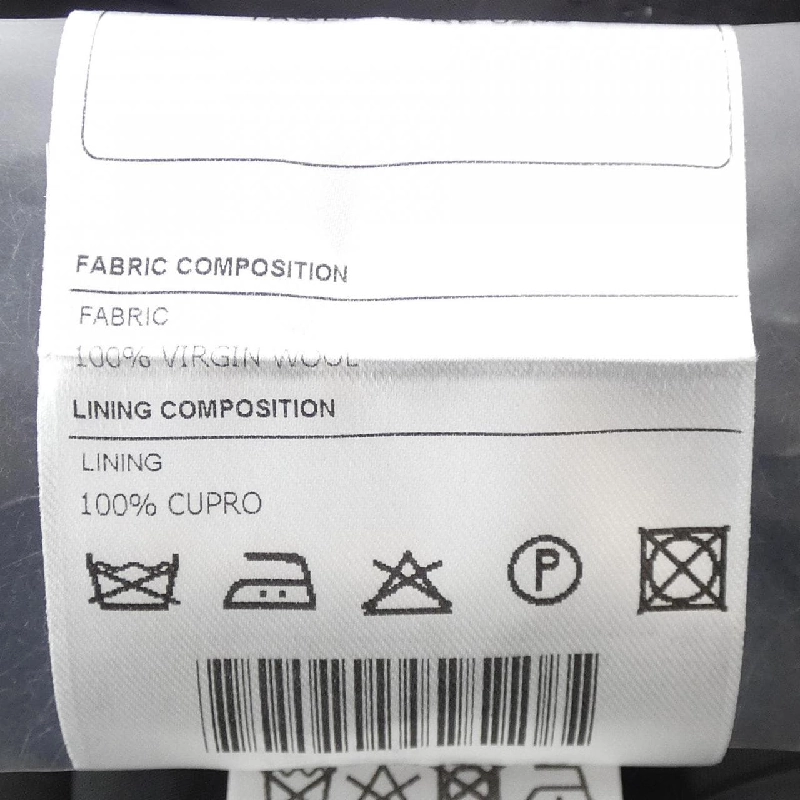 FABRIC COMPOSITION
FABRIC
100% VIRGIN WOOL
LINING COMPOSITION
LINING
100% CUPRO
P